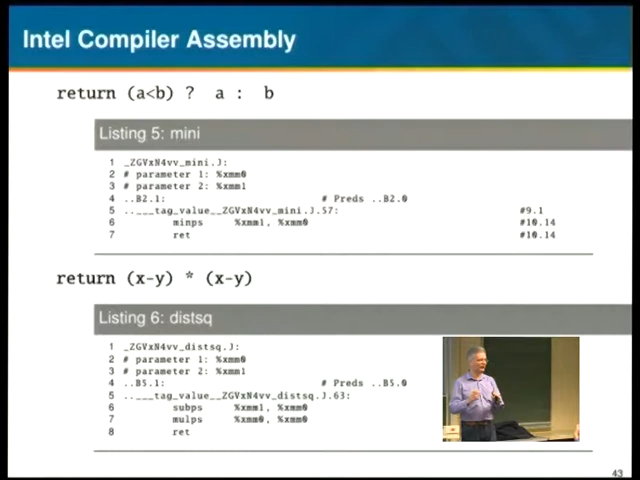 Intel Compiler Assembly
return (a<b) ? a : b
Listing 5: mini
1 _ZGVxN4vv_mini.J:
2 # parameter 1: %xmm0
3 # parameter 2: %xmm1
4 ..B2.1: # Preds ..B2.0
5 ..___tag_value__ZGVxN4vv_mini.J.57: #9.1
6 minps %xmm1, %xmm0 #10.14
7 ret #10.14
return (x-y) * (x-y)
Listing 6: distsq
1 _ZGVxN4vv_distsq.J:
2 # parameter 1: %xmm0
3 # parameter 2: %xmm1
4 ..B5.1: # Preds ..B5.0
5 ..___tag_value__ZGVxN4vv_distsq.J.63:
6 subps %xmm1, %xmm0
7 mulps %xmm0, %xmm0
8 ret
43